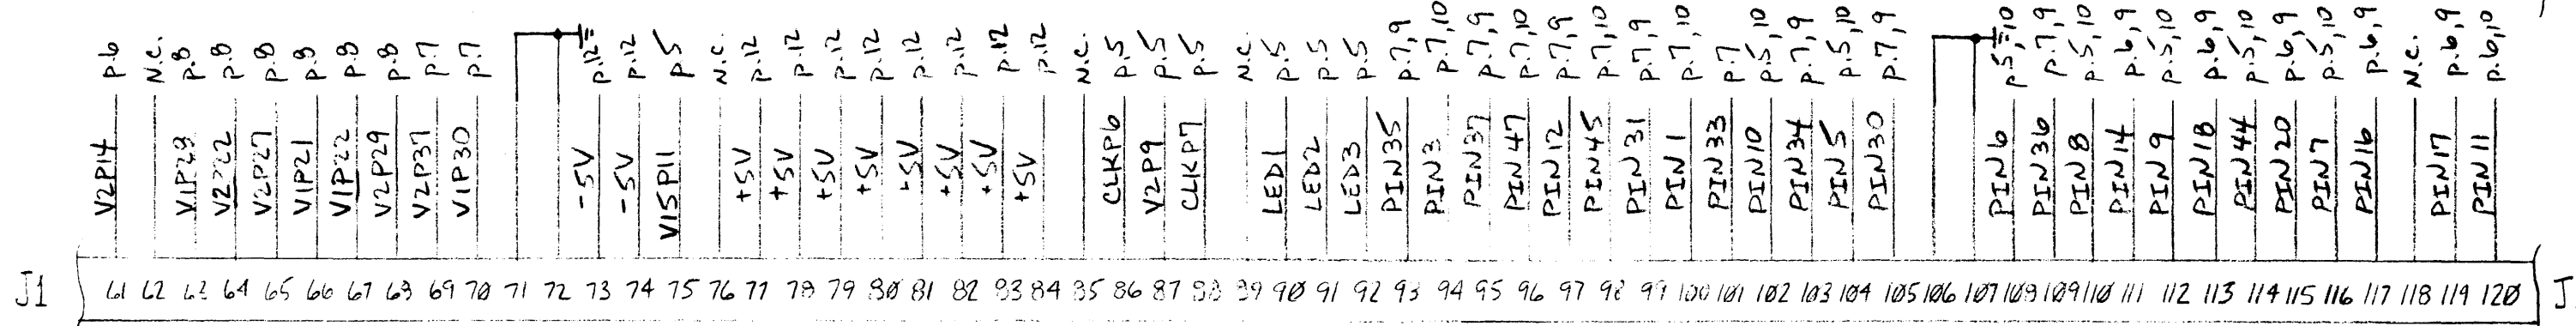 V2P14 p.6
N.C.
p.8
V2P22 p.8
V2P27 p.8
V1P21 p.8
V1P22 p.8
V2P29 p.8
V2P37 p.7
V1P30 p.7
-5V p.12
-5V p.12
V15P11 p.5
N.C.
+5V p.12
+5V p.12
+5V p.12
+5V p.12
+5V p.12
+5V p.12
+5V p.12
+5V p.12
N.C.
CLKP6 p.5
V2P9 p.5
CLKP7 p.5
N.C.
LED1 p.5
LED2 p.5
LED3 p.5
PIN35 p.7,9
PIN3 p.7,10
PIN37 p.7,9
PIN47 p.7,10
PIN12 p.7,9
PIN45 p.7,10
PIN31 p.7,9
PIN1 p.7,10
PIN33 p.7
PIN10 p.5,10
PIN34 p.7,9
PIN5 p.5,10
PIN30 p.7,9
PIN6 p.5,10
PIN36 p.7,9
PIN8 p.5,10
PIN14 p.6,9
PIN9 p.5,10
PIN18 p.6,9
PIN44 p.5,10
PIN20 p.6,9
PIN7 p.5,10
PIN16 p.6,9
N.C.
PIN17 p.6,9
PIN11 p.6,10
J1 61 62 63 64 65 66 67 68 69 70 71 72 73 74 75 76 77 78 79 80 81 82 83 84 85 86 87 88 89 90 91 92 93 94 95 96 97 98 99 100 101 102 103 104 105 106 107 108 109 110 111 112 113 114 115 116 117 118 119 120 J